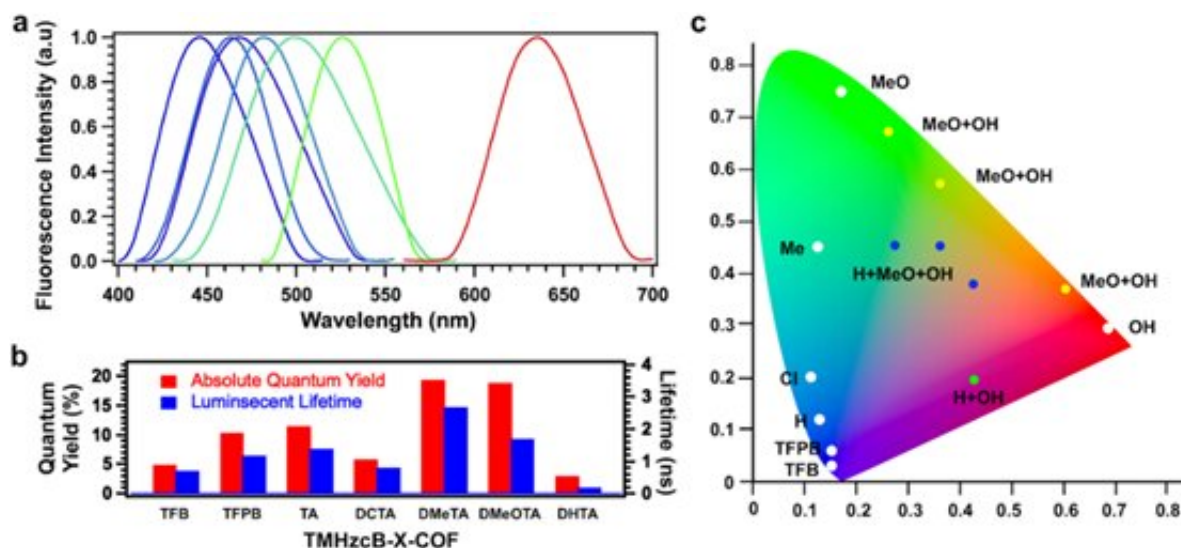 a
Fluorescence Intensity (a.u)
1.0
0.8
0.6
0.4
0.2
0.0
400 450 500 550 600 650 700
Wavelength (nm)
b
Quantum
Yield (%)
20
15
10
5
0
Absolute Quantum Yield
Luminsecent Lifetime
4
3
2
1
0
Lifetime (ns)
TFB TFPB TA DCTA DMeTA DMeOTA DHTA
TMHzcB-X-COF
c
0.8
0.7
0.6
0.5
0.4
0.3
0.2
0.1
0
MeO
MeO+OH
MeO+OH
Me
H+MeO+OH
MeO+OH
OH
Cl
H+OH
H
TFPB
TFB
0 0.1 0.2 0.3 0.4 0.5 0.6 0.7 0.8